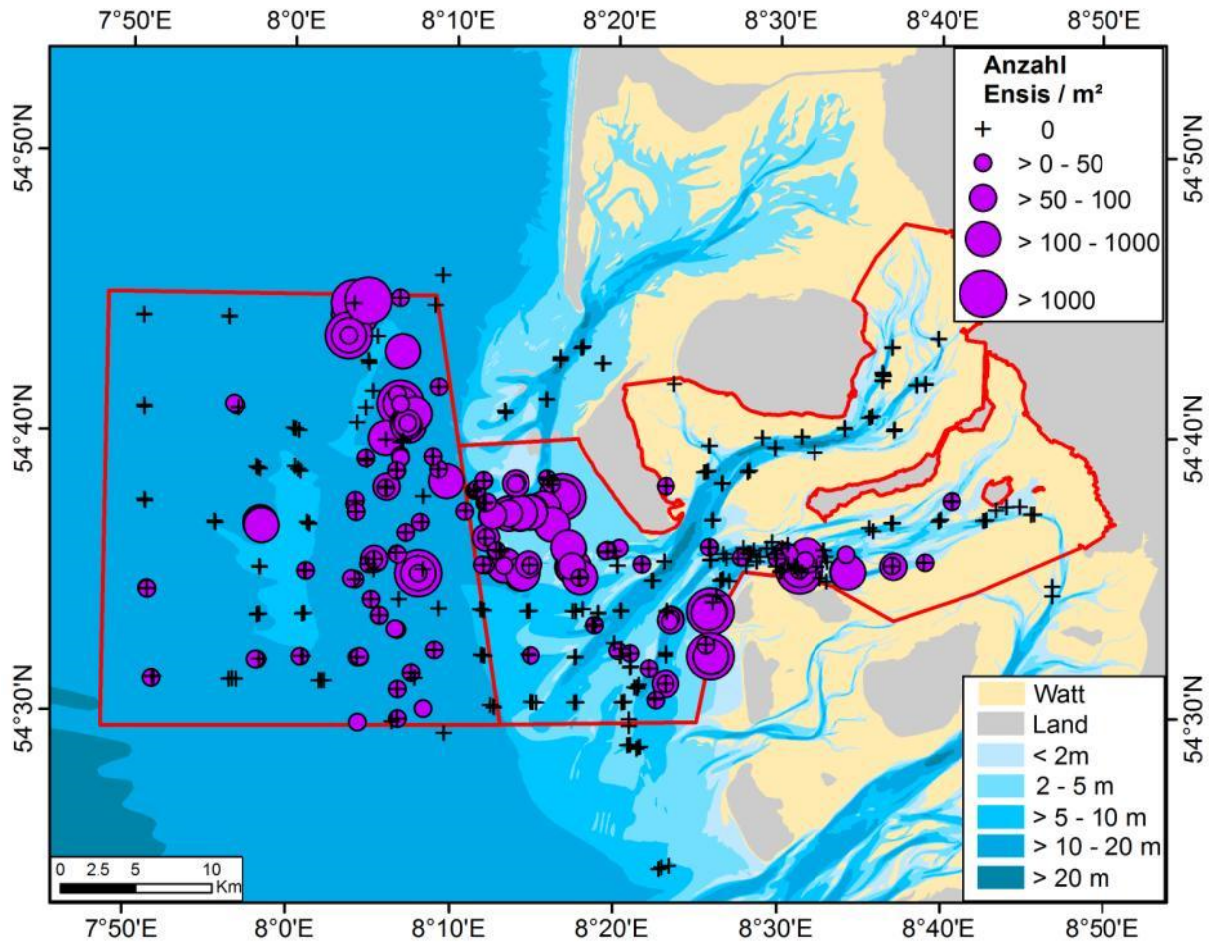 7°50'E 8°0'E 8°10'E 8°20'E 8°30'E 8°40'E 8°50'E
Anzahl
Ensis / m²
0
> 0 - 50
> 50 - 100
> 100 - 1000
> 1000
54°50'N
54°50'N
54°40'N
54°40'N
54°30'N
54°30'N
Watt
Land
< 2m
2 - 5 m
> 5 - 10 m
> 10 - 20 m
> 20 m
0 2.5 5 10
Km
7°50'E 8°0'E 8°10'E 8°20'E 8°30'E 8°40'E 8°50'E